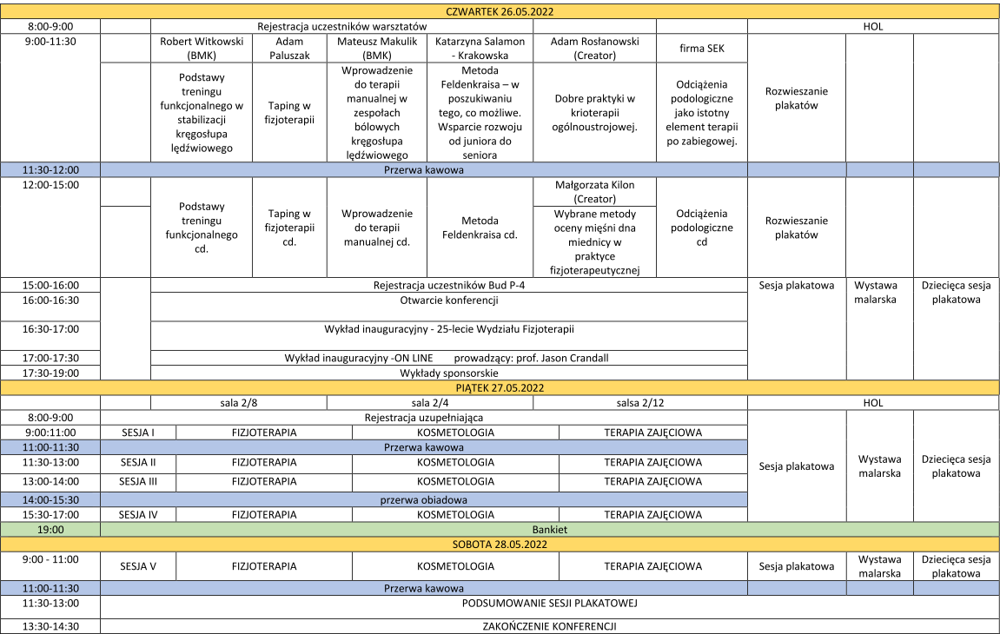 CZWARTEK 26.05.2022
8:00-9:00 Rejestracja uczestników warsztatów HOL
9:00-11:30
Robert Witkowski
(BMK)
Adam
Paluszak
Mateusz Makulik
(BMK)
Katarzyna Salamon
- Krakowska
Adam Rosłanowski
(Creator)
firma SEK
Podstawy
treningu
funkcjonalnego w
stabilizacji
kręgosłupa
lędźwiowego
Taping w
fizjoterapii
Wprowadzenie
do terapii
manualnej w
zespołach
bólowych
kręgosłupa
lędźwiowego
Metoda
Feldenkraisa – w
poszukiwaniu
tego, co możliwe.
Wsparcie rozwoju
od juniora do
seniora
Dobre praktyki w
krioterapii
ogólnoustrojowej.
Odciążenia
podologiczne
jako istotny
element terapii
po zabiegowej.
Rozwieszanie
plakatów
11:30-12:00 Przerwa kawowa
12:00-15:00
Podstawy
treningu
funkcjonalnego
cd.
Taping w
fizjoterapii
cd.
Wprowadzenie
do terapii
manualnej cd.
Metoda
Feldenkraisa cd.
Małgorzata Kilon
(Creator)
Wybrane metody
oceny mięśni dna
miednicy w
praktyce
fizjoterapeutycznej
Odciążenia
podologiczne
cd
Rozwieszanie
plakatów
15:00-16:00 Rejestracja uczestników Bud P-4
Sesja plakatowa
Wystawa
malarska
Dziecięca sesja
plakatowa
16:00-16:30 Otwarcie konferencji
16:30-17:00 Wykład inauguracyjny - 25-lecie Wydziału Fizjoterapii
17:00-17:30 Wykład inauguracyjny -ON LINE prowadzący: prof. Jason Crandall
17:30-19:00 Wykłady sponsorskie
PIĄTEK 27.05.2022
sala 2/8 sala 2/4 salsa 2/12 HOL
8:00-9:00 Rejestracja uzupełniająca
9:00:11:00 SESJA I FIZJOTERAPIA KOSMETOLOGIA TERAPIA ZAJĘCIOWA
11:00-11:30 Przerwa kawowa
11:30-13:00 SESJA II FIZJOTERAPIA KOSMETOLOGIA TERAPIA ZAJĘCIOWA
Sesja plakatowa
Wystawa
malarska
Dziecięca sesja
plakatowa
13:00-14:00 SESJA III FIZJOTERAPIA KOSMETOLOGIA TERAPIA ZAJĘCIOWA
14:00-15:30 przerwa obiadowa
15:30-17:00 SESJA IV FIZJOTERAPIA KOSMETOLOGIA TERAPIA ZAJĘCIOWA
19:00 Bankiet
SOBOTA 28.05.2022
9:00 - 11:00 SESJA V FIZJOTERAPIA KOSMETOLOGIA TERAPIA ZAJĘCIOWA Sesja plakatowa
Wystawa
malarska
Dziecięca sesja
plakatowa
11:00-11:30 Przerwa kawowa
11:30-13:00 PODSUMOWANIE SESJI PLAKATOWEJ
13:30-14:30 ZAKOŃCZENIE KONFERENCJI